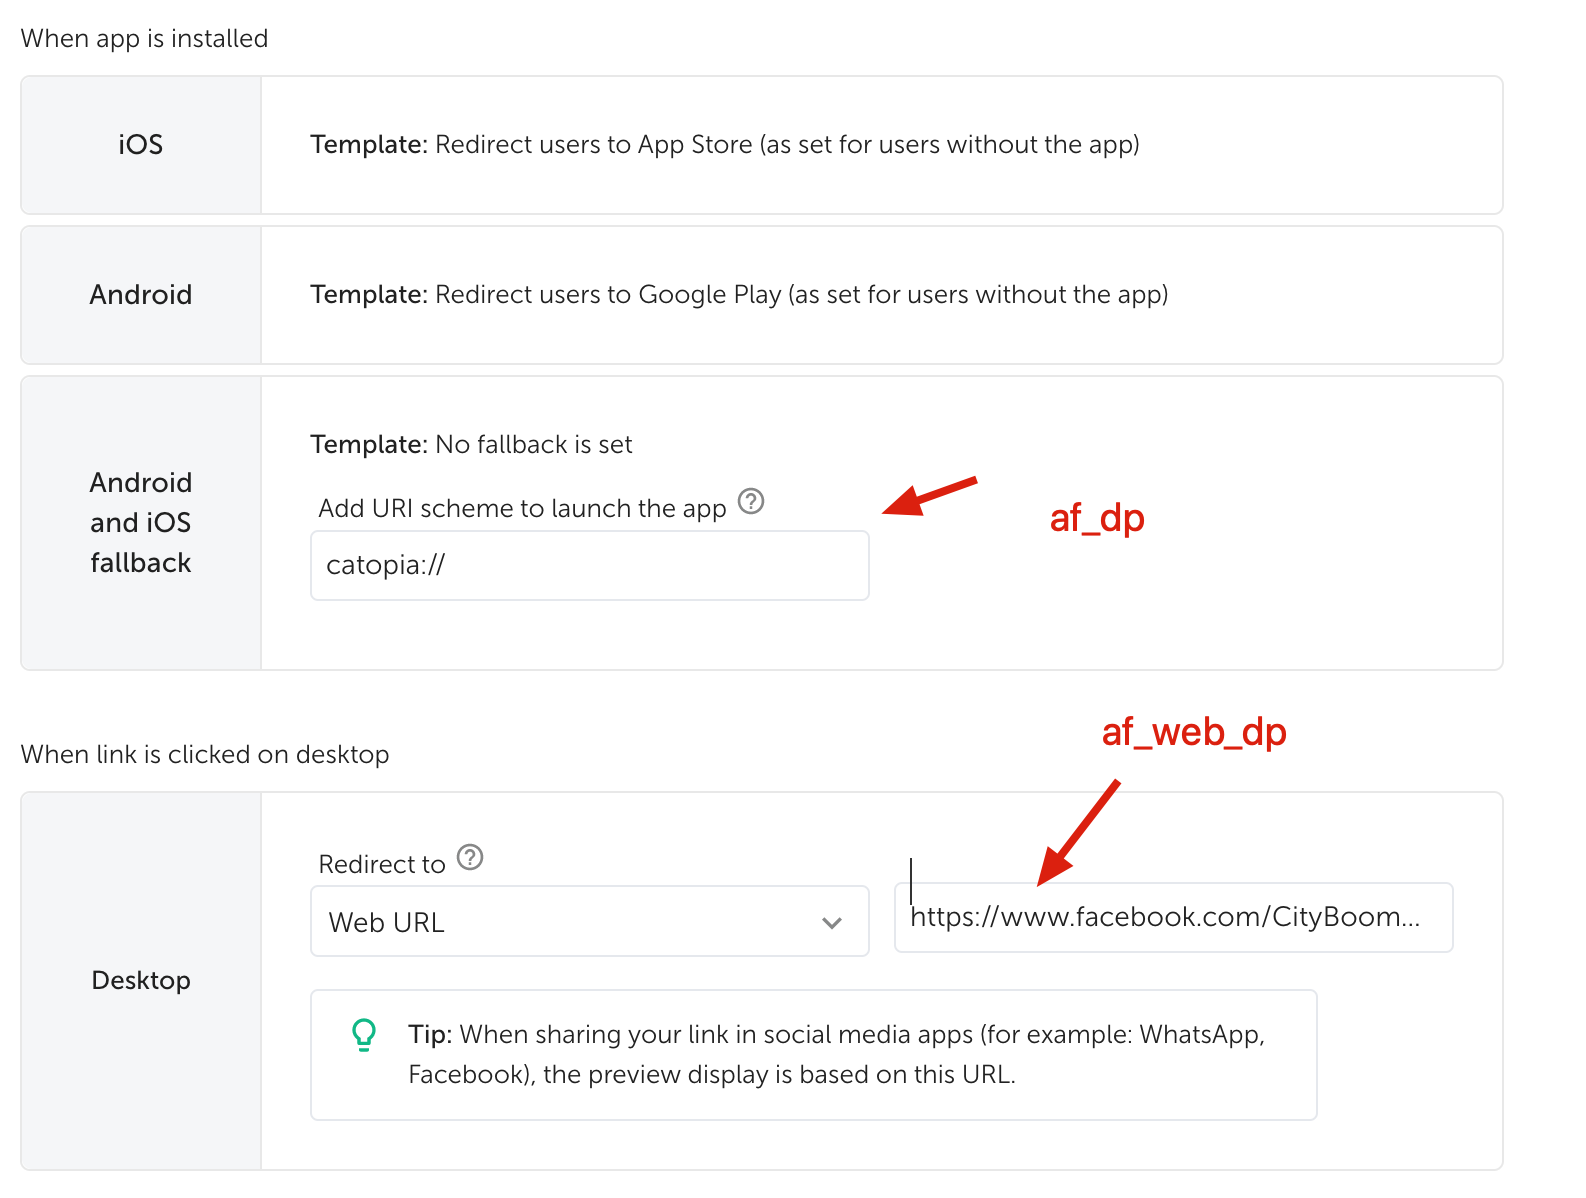 When app is installed
iOS
Template: Redirect users to App Store (as set for users without the app)
Android
Template: Redirect users to Google Play (as set for users without the app)
Android
and iOS
fallback
Template: No fallback is set
Add URI scheme to launch the app ?
af_dp
catopia://
af_web_dp
When link is clicked on desktop
Desktop
Redirect to ?
Web URL
https://www.facebook.com/CityBoom...
Tip: When sharing your link in social media apps (for example: WhatsApp,
Facebook), the preview display is based on this URL.